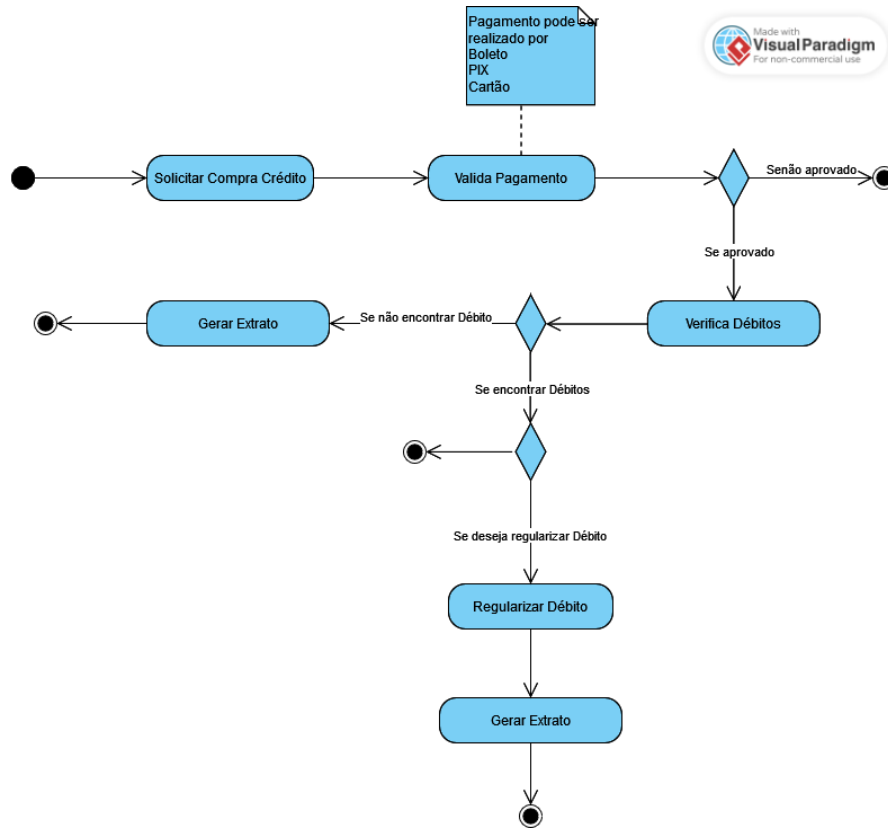 Pagamento pode ser
realizado por
Boleto
PIX
Cartão
Made with
VisualParadigm
For non-commercial use
Solicitar Compra Crédito
Valida Pagamento
Senão aprovado
Se aprovado
Gerar Extrato
Se não encontrar Débito
Verifica Débitos
Se encontrar Débitos
Se deseja regularizar Débito
Regularizar Débito
Gerar Extrato